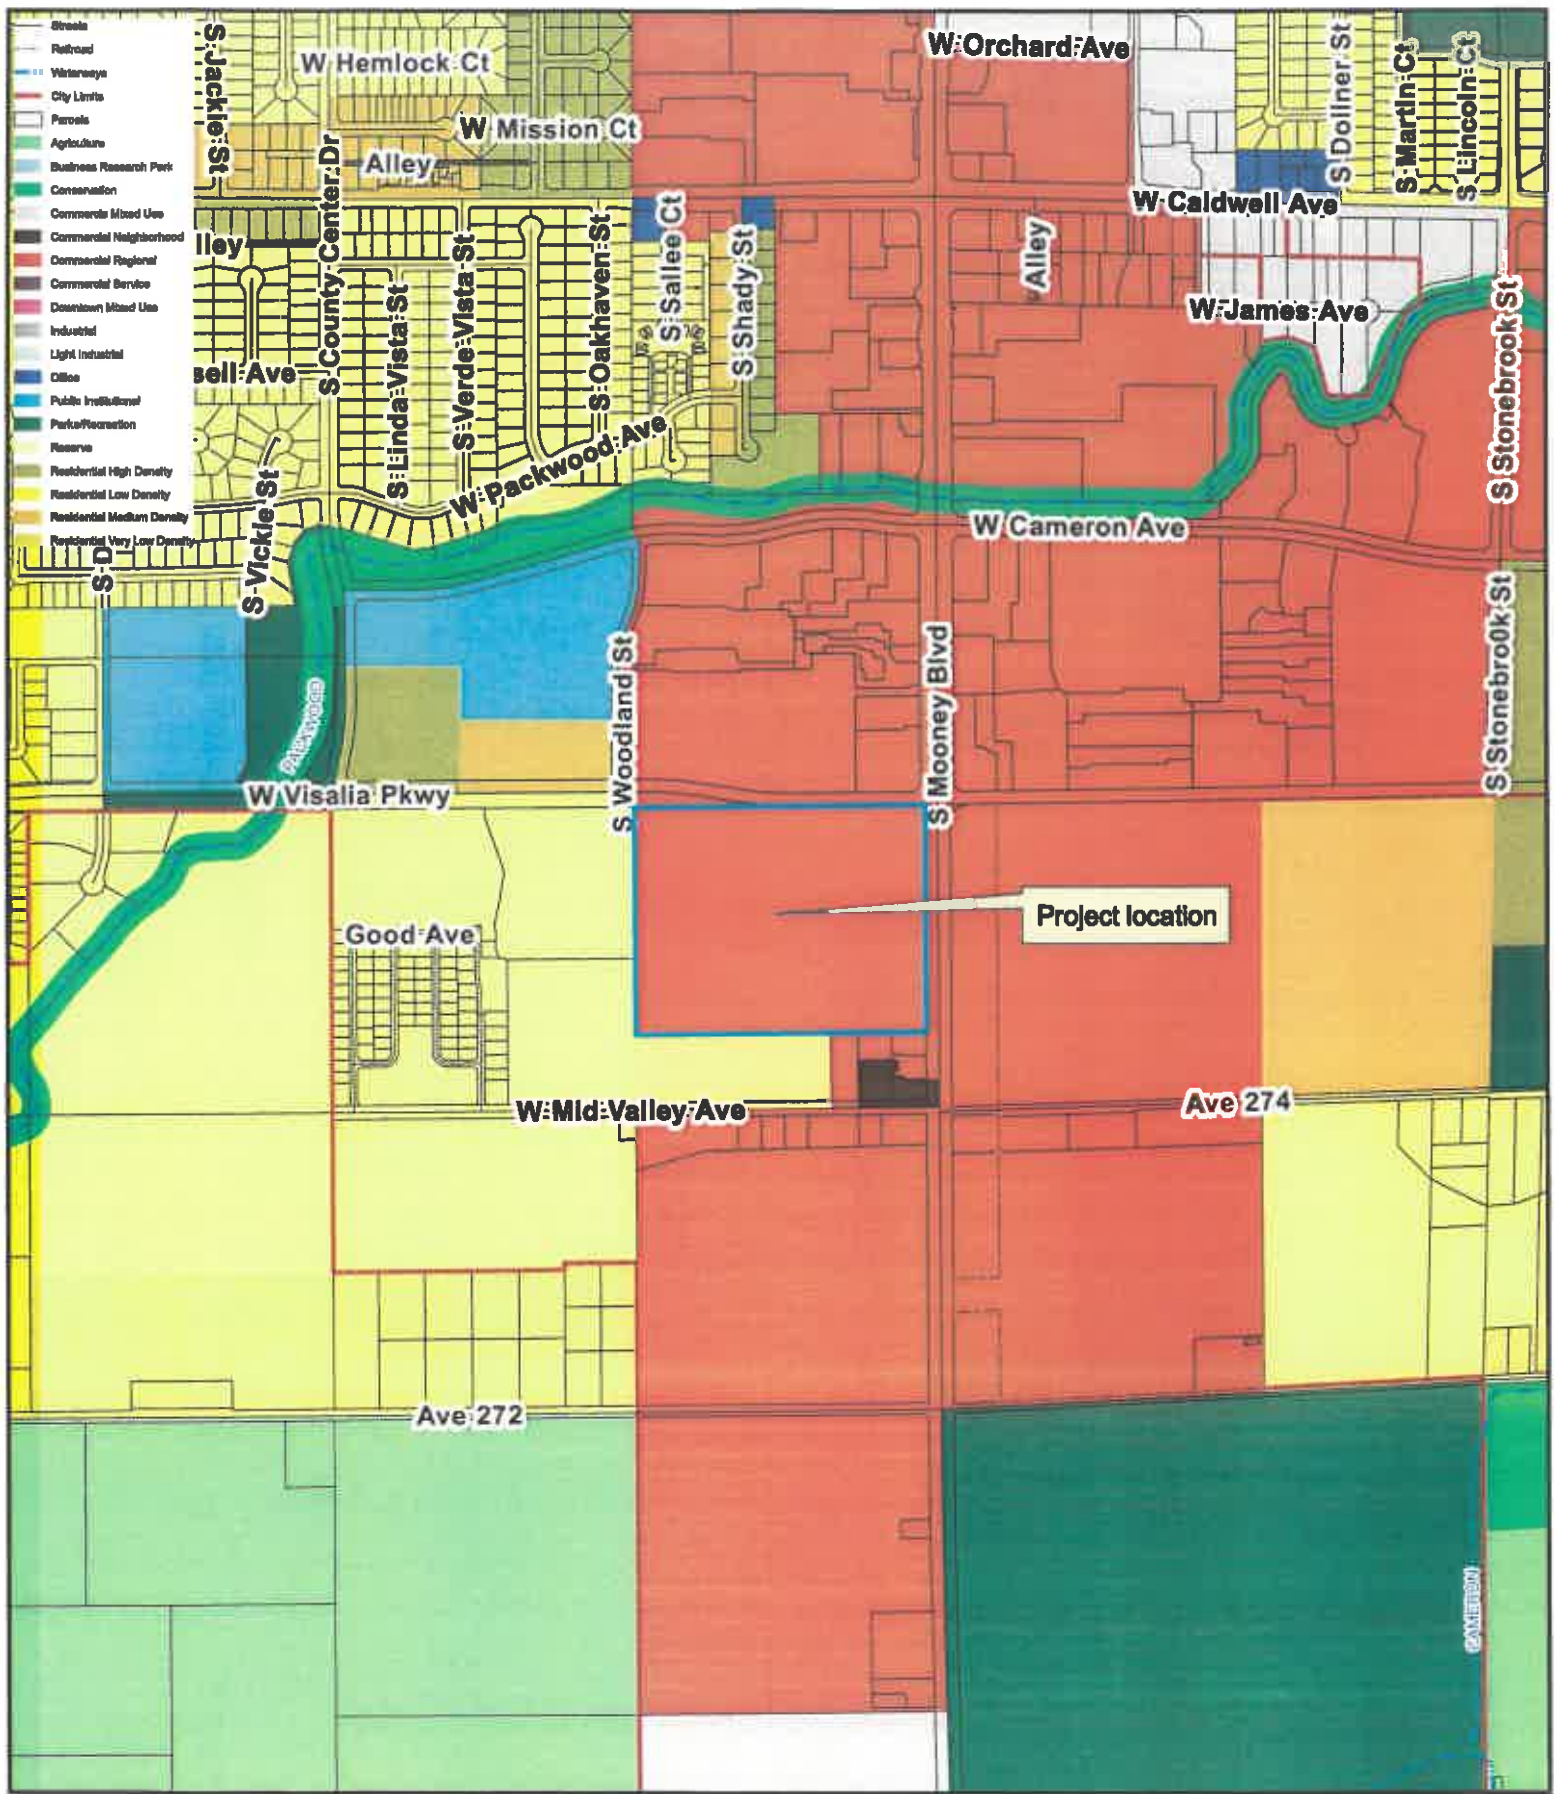 Streets
Railroad
Waterways
City Limits
Parcels
Agriculture
Business Research Park
Conservation
Commercial Mixed Use
Commercial Neighborhood
Commercial Regional
Commercial Service
Downtown Mixed Use
Industrial
Light Industrial
Office
Public Institutional
Parks/Recreation
Reserve
Residential High Density
Residential Low Density
Residential Medium Density
Residential Very Low Density
S Jackie St
W Hemlock Ct
W Orchard Ave
S Dollner St
S Martin Ct
S Lincoln Ct
W Mission Ct
Alley
S County Center Dr
W Caldwell Ave
lley
S Linda Vista St
S Verde Vista St
S Oakhaven St
S Sallee Ct
S Shady St
Alley
W James Ave
S Stonebrook St
sell Ave
W Packwood Ave
S Vickie St
S D
W Cameron Ave
S Woodland St
S Mooney Blvd
S Stonebrook St
PACKWOOD
W Visalia Pkwy
Project location
Good Ave
W Mid Valley Ave
Ave 274
Ave 272
CAMERON